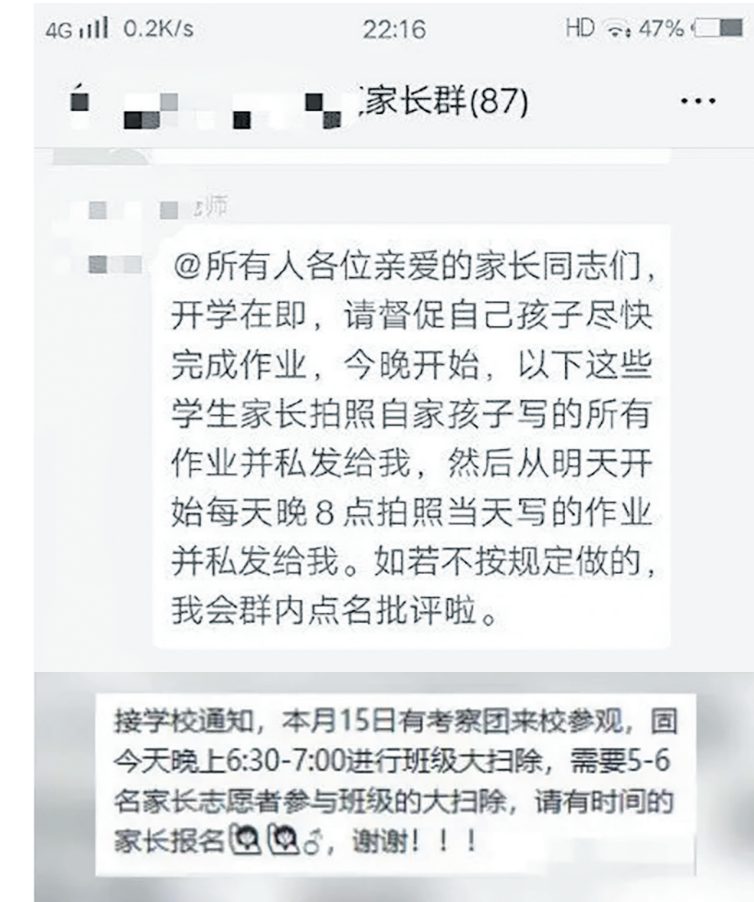 4G 0.2K/s 22:16 HD 47%
家长群(87)
师
@所有人各位亲爱的家长同志们，
开学在即，请督促自己孩子尽快
完成作业，今晚开始，以下这些
学生家长拍照自家孩子写的所有
作业并私发给我，然后从明天开
始每天晚8点拍照当天写的作业
并私发给我。如若不按规定做的，
我会群内点名批评啦。
接学校通知，本月15日有考察团来校参观，固
今天晚上6:30-7:00进行班级大扫除，需要5-6
名家长志愿者参与班级的大扫除，请有时间的
家长报名🙋🙋♂，谢谢！！！